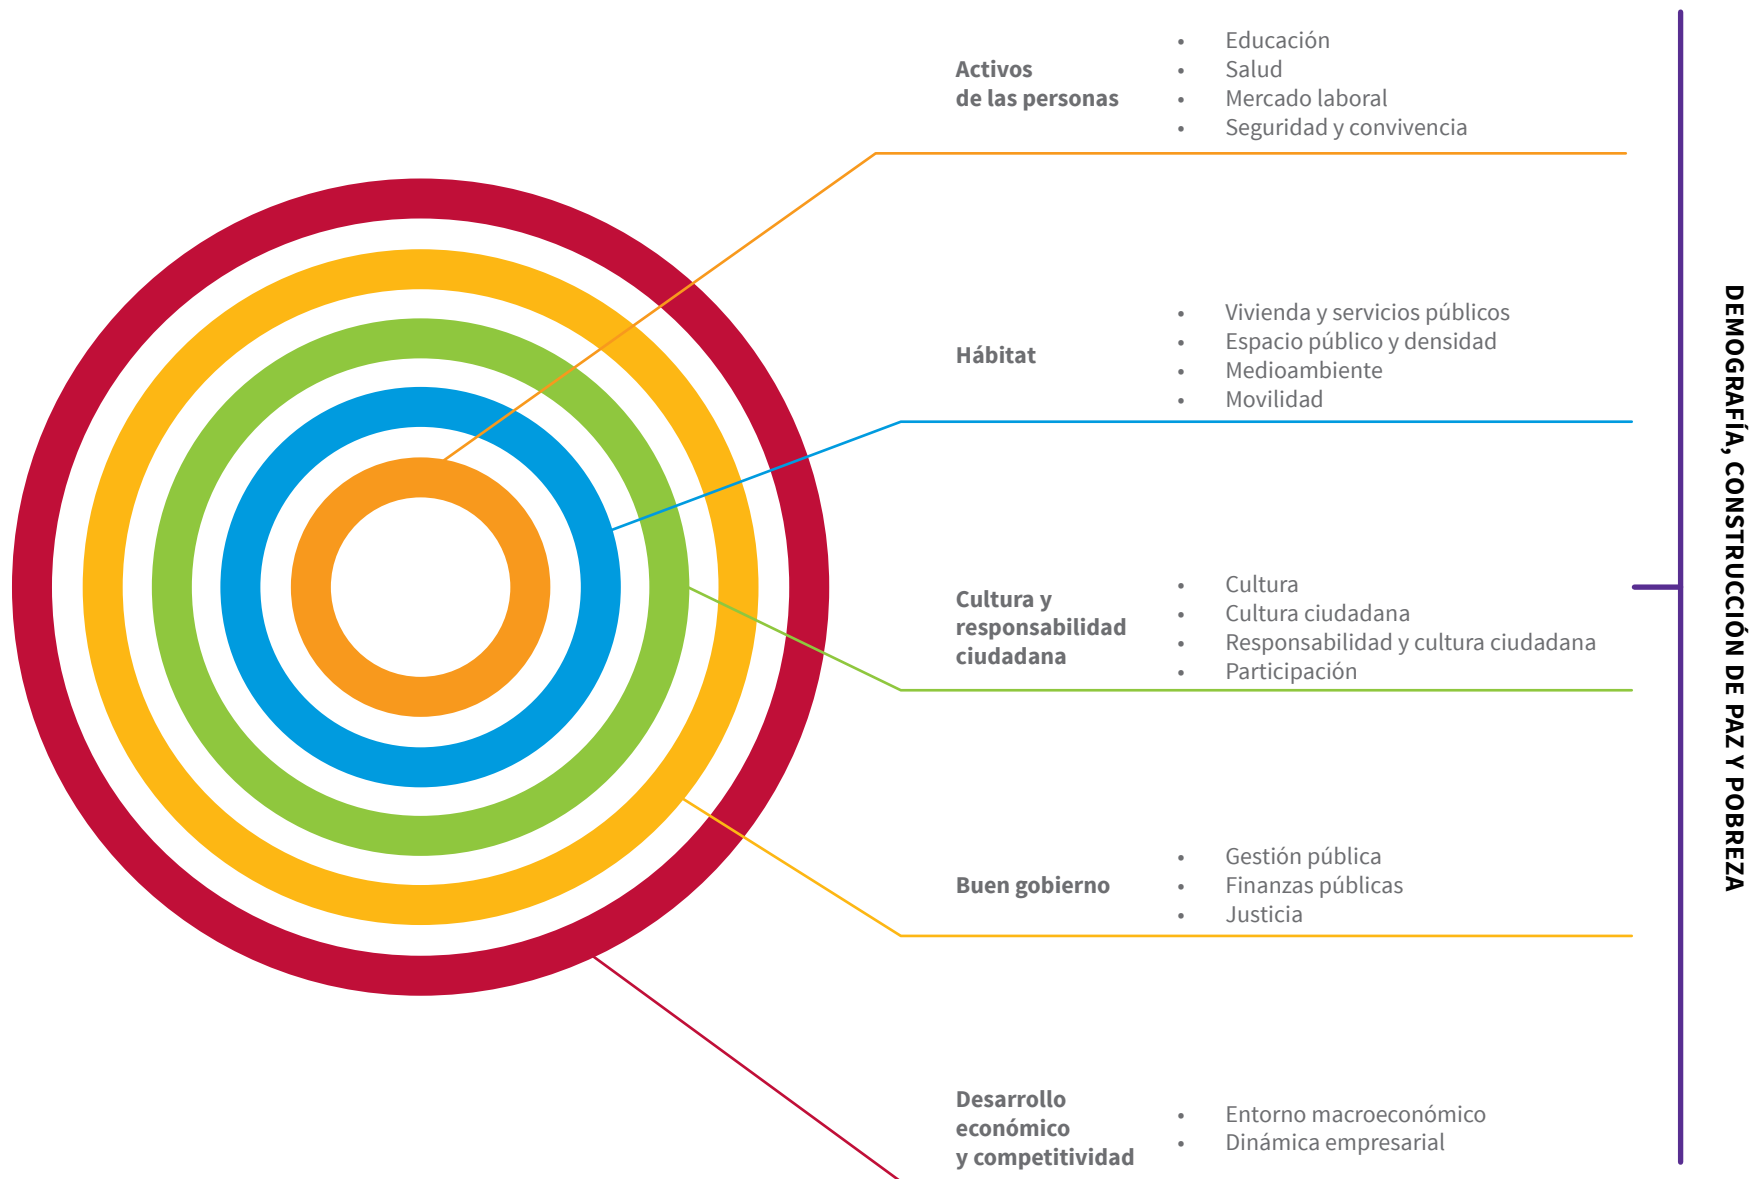 Activos
de las personas
• Educación
• Salud
• Mercado laboral
• Seguridad y convivencia
Hábitat
• Vivienda y servicios públicos
• Espacio público y densidad
• Medioambiente
• Movilidad
Cultura y
responsabilidad
ciudadana
• Cultura
• Cultura ciudadana
• Responsabilidad y cultura ciudadana
• Participación
Buen gobierno
• Gestión pública
• Finanzas públicas
• Justicia
Desarrollo
económico
y competitividad
• Entorno macroeconómico
• Dinámica empresarial
DEMOGRAFÍA, CONSTRUCCIÓN DE PAZ Y POBREZA